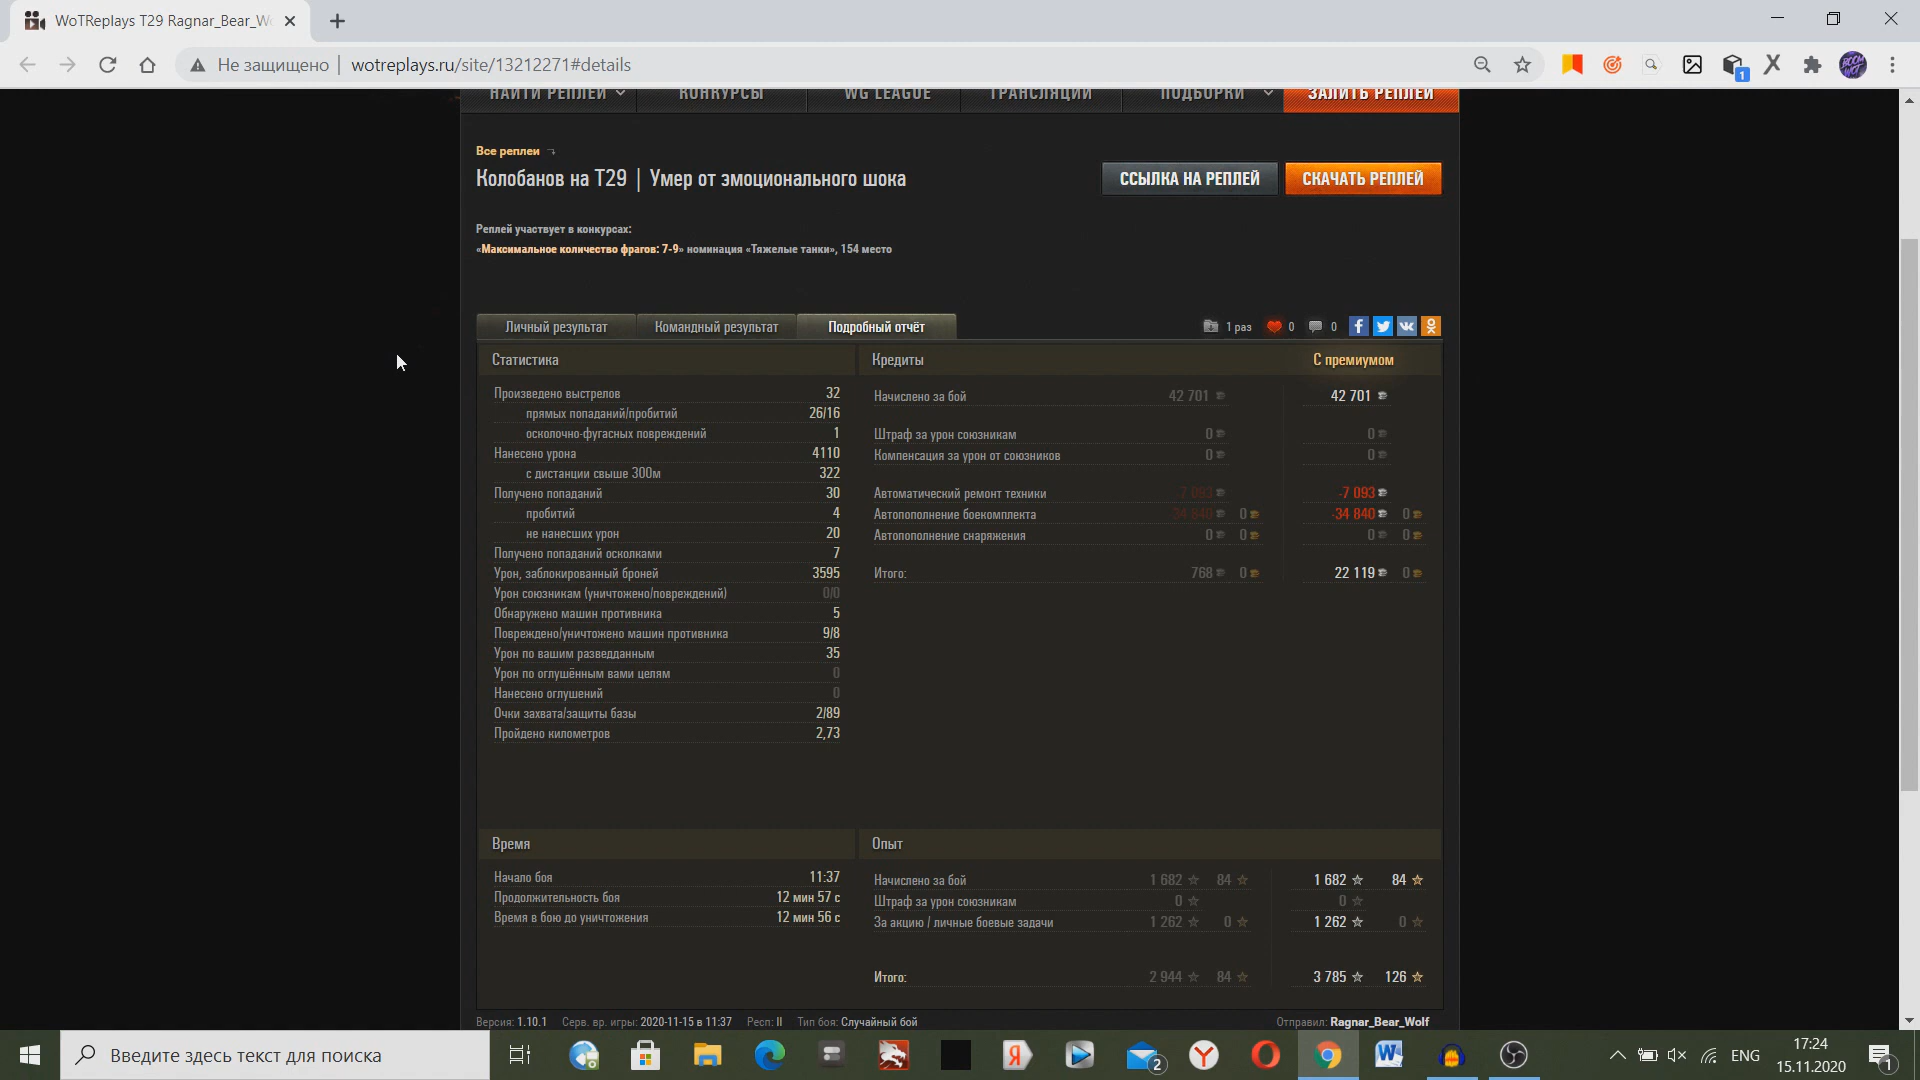 WoTReplays T29 Ragnar_Bear_Wo
Не защищено | wotreplays.ru/site/13212271#details
1
НАЙТИ РЕПЛЕЙ КОНКУРСЫ WG LEAGUE ТРАНСЛЯЦИИ ПОДБОРКИ ЗАЛИТЬ РЕПЛЕЙ
Все реплеи
Колобанов на Т29 | Умер от эмоционального шока
ССЫЛКА НА РЕПЛЕЙ СКАЧАТЬ РЕПЛЕЙ
Реплей участвует в конкурсах:
«Максимальное количество фрагов: 7-9» номинация «Тяжелые танки», 154 место
Личный результат Командный результат Подробный отчёт 1 раз 0 0
Статистика
Произведено выстрелов 32
прямых попаданий/пробитий 26/16
осколочно-фугасных повреждений 1
Нанесено урона 4110
с дистанции свыше 300м 322
Получено попаданий 30
пробитий 4
не нанесших урон 20
Получено попаданий осколками 7
Урон, заблокированный броней 3595
Урон союзникам (уничтожено/повреждений) 0/0
Обнаружено машин противника 5
Повреждено/уничтожено машин противника 9/8
Урон по вашим разведданным 35
Урон по оглушённым вами целям 0
Нанесено оглушений 0
Очки захвата/защиты базы 2/89
Пройдено километров 2,73
Кредиты С премиумом
Начислено за бой 42 701 42 701
Штраф за урон союзникам 0 0
Компенсация за урон от союзников 0 0
Автоматический ремонт техники -7 093 -7 093
Автопополнение боекомплекта -34 840 0 -34 840 0
Автопополнение снаряжения 0 0 0 0
Итого: 768 0 22 119 0
Время
Начало боя 11:37
Продолжительность боя 12 мин 57 с
Время в бою до уничтожения 12 мин 56 с
Опыт
Начислено за бой 1 682 84 1 682 84
Штраф за урон союзникам 0 0
За акцию / личные боевые задачи 1 262 0 1 262 0
Итого: 2 944 84 3 785 126
Версия: 1.10.1 Серв. вр. игры: 2020-11-15 в 11:37 Респ: II Тип боя: Случайный бой Отправил: Ragnar_Bear_Wolf
Введите здесь текст для поиска
2
ENG
17:24
15.11.2020
1